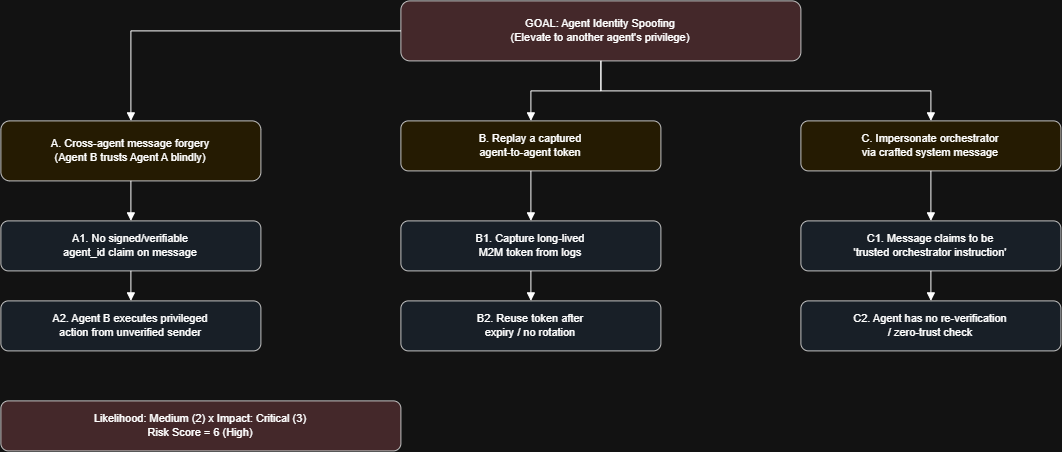 GOAL: Agent Identity Spoofing
(Elevate to another agent's privilege)
A. Cross-agent message forgery
(Agent B trusts Agent A blindly)
B. Replay a captured
agent-to-agent token
C. Impersonate orchestrator
via crafted system message
A1. No signed/verifiable
agent_id claim on message
B1. Capture long-lived
M2M token from logs
C1. Message claims to be
'trusted orchestrator instruction'
A2. Agent B executes privileged
action from unverified sender
B2. Reuse token after
expiry / no rotation
C2. Agent has no re-verification
/ zero-trust check
Likelihood: Medium (2) x Impact: Critical (3)
Risk Score = 6 (High)